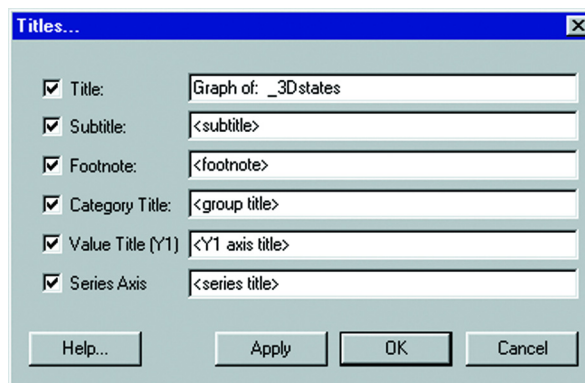 Titles...
Title: Graph of:  _3Dstates
Subtitle: <subtitle>
Footnote: <footnote>
Category Title: <group title>
Value Title (Y1) <Y1 axis title>
Series Axis <series title>
Help... Apply OK Cancel